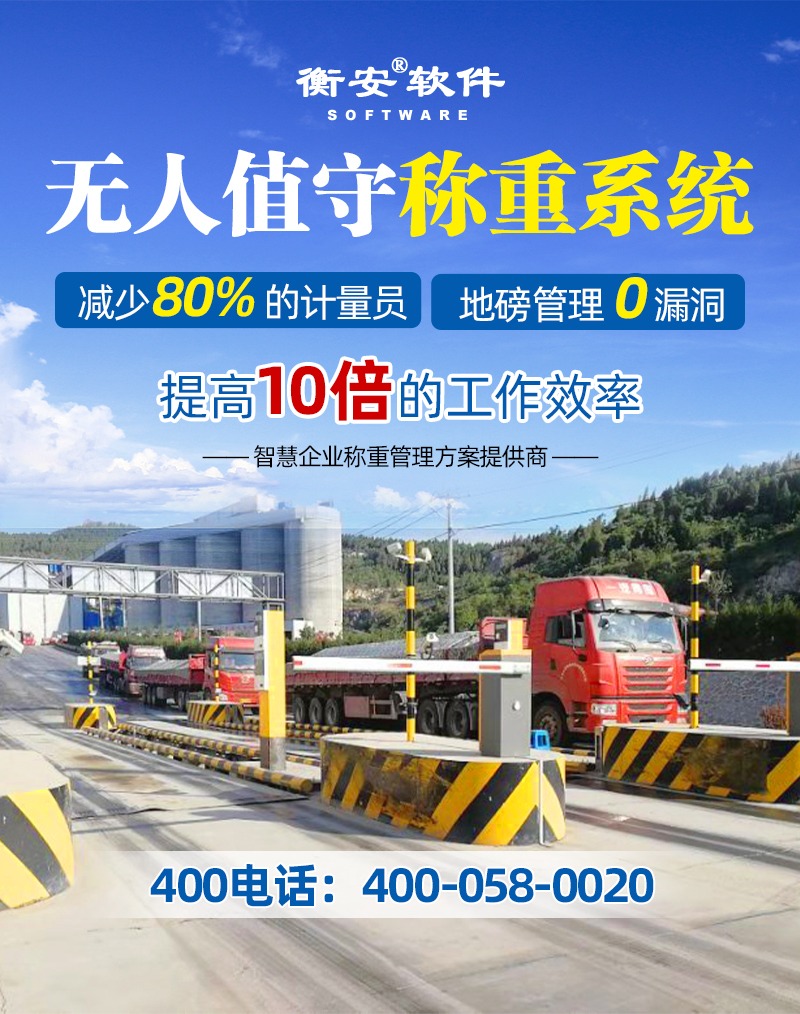 衡安®软件
SOFTWARE
无人值守称重系统
减少80%的计量员 地磅管理0漏洞
提高10倍的工作效率
智慧企业称重管理方案提供商
400电话：400-058-0020